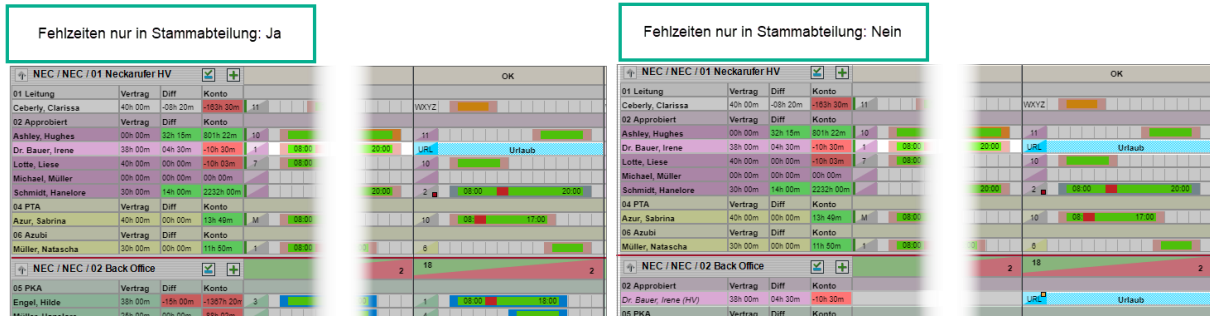 Fehlzeiten nur in Stammabteilung: Ja
NEC / NEC / 01 Neckarufer HV OK
01 Leitung Vertrag Diff Konto
Ceberly, Clarissa 40h 00m -08h 20m -163h 30m 11 WXYZ
02 Approbiert Vertrag Diff Konto
Ashley, Hughes 00h 00m 32h 15m 801h 22m 10 11
Dr. Bauer, Irene 38h 00m 04h 30m -10h 30m 1 08:00 20:00 URL Urlaub
Lotte, Liese 40h 00m 00h 00m -10h 03m 7 08:00 10
Michael, Müller 00h 00m 00h 00m 00h 00m
Schmidt, Hanelore 30h 00m 14h 00m 2232h 00m 20:00 2 08:00 20:00
04 PTA Vertrag Diff Konto
Azur, Sabrina 40h 00m 00h 00m 13h 49m M 08:00 10 08: 17:00
06 Azubi Vertrag Diff Konto
Müller, Natascha 30h 00m 00h 00m 11h 50m 1 08:00 6
NEC / NEC / 02 Back Office 2 18 2
05 PKA Vertrag Diff Konto
Engel, Hilde 38h 00m -15h 00m -1367h 20m 3 1 08:00 18:00
Fehlzeiten nur in Stammabteilung: Nein
NEC / NEC / 01 Neckarufer HV OK
01 Leitung Vertrag Diff Konto
Ceberly, Clarissa 40h 00m -08h 20m -163h 30m 11 WXYZ
02 Approbiert Vertrag Diff Konto
Ashley, Hughes 00h 00m 32h 15m 801h 22m 10 11
Dr. Bauer, Irene 38h 00m 04h 30m -10h 30m 1 08:00 20:00 URL Urlaub
Lotte, Liese 40h 00m 00h 00m -10h 03m 7 08:00 10
Michael, Müller 00h 00m 00h 00m 00h 00m
Schmidt, Hanelore 30h 00m 14h 00m 2232h 00m 20:00 2 08:00 20:00
04 PTA Vertrag Diff Konto
Azur, Sabrina 40h 00m 00h 00m 13h 49m M 08:00 10 08: 17:00
06 Azubi Vertrag Diff Konto
Müller, Natascha 30h 00m 00h 00m 11h 50m 1 08:00 6
NEC / NEC / 02 Back Office 2 18 2
02 Approbiert Vertrag Diff Konto
Dr. Bauer, Irene (HV) 38h 00m 04h 30m -10h 30m URL Urlaub
05 PKA Vertrag Diff Konto